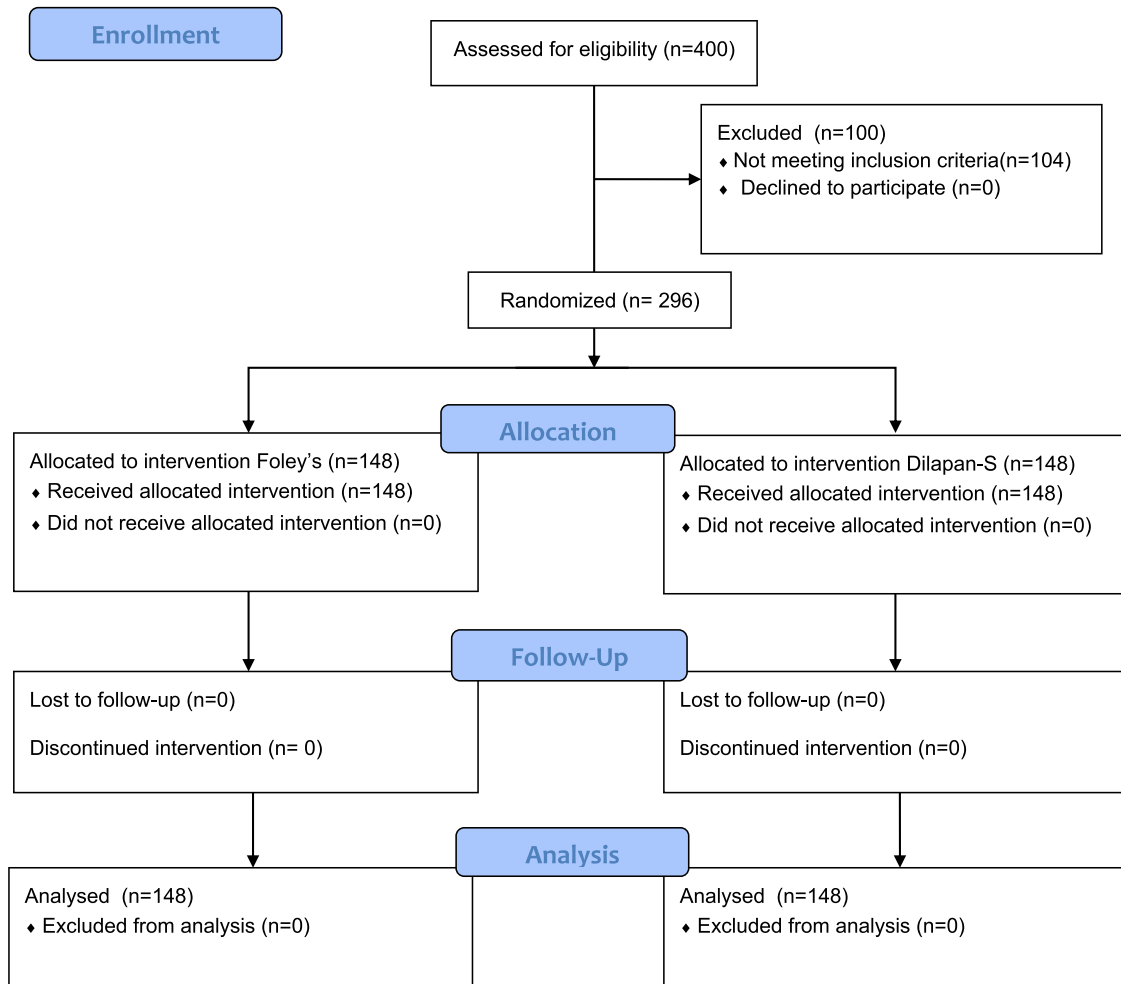 Enrollment
Assessed for eligibility (n=400)
Excluded (n=100)
♦ Not meeting inclusion criteria(n=104)
♦ Declined to participate (n=0)
Randomized (n= 296)
Allocation
Allocated to intervention Foley’s (n=148)
♦ Received allocated intervention (n=148)
♦ Did not receive allocated intervention (n=0)
Allocated to intervention Dilapan-S (n=148)
♦ Received allocated intervention (n=148)
♦ Did not receive allocated intervention (n=0)
Follow-Up
Lost to follow-up (n=0)
Discontinued intervention (n= 0)
Lost to follow-up (n=0)
Discontinued intervention (n=0)
Analysis
Analysed (n=148)
♦ Excluded from analysis (n=0)
Analysed (n=148)
♦ Excluded from analysis (n=0)